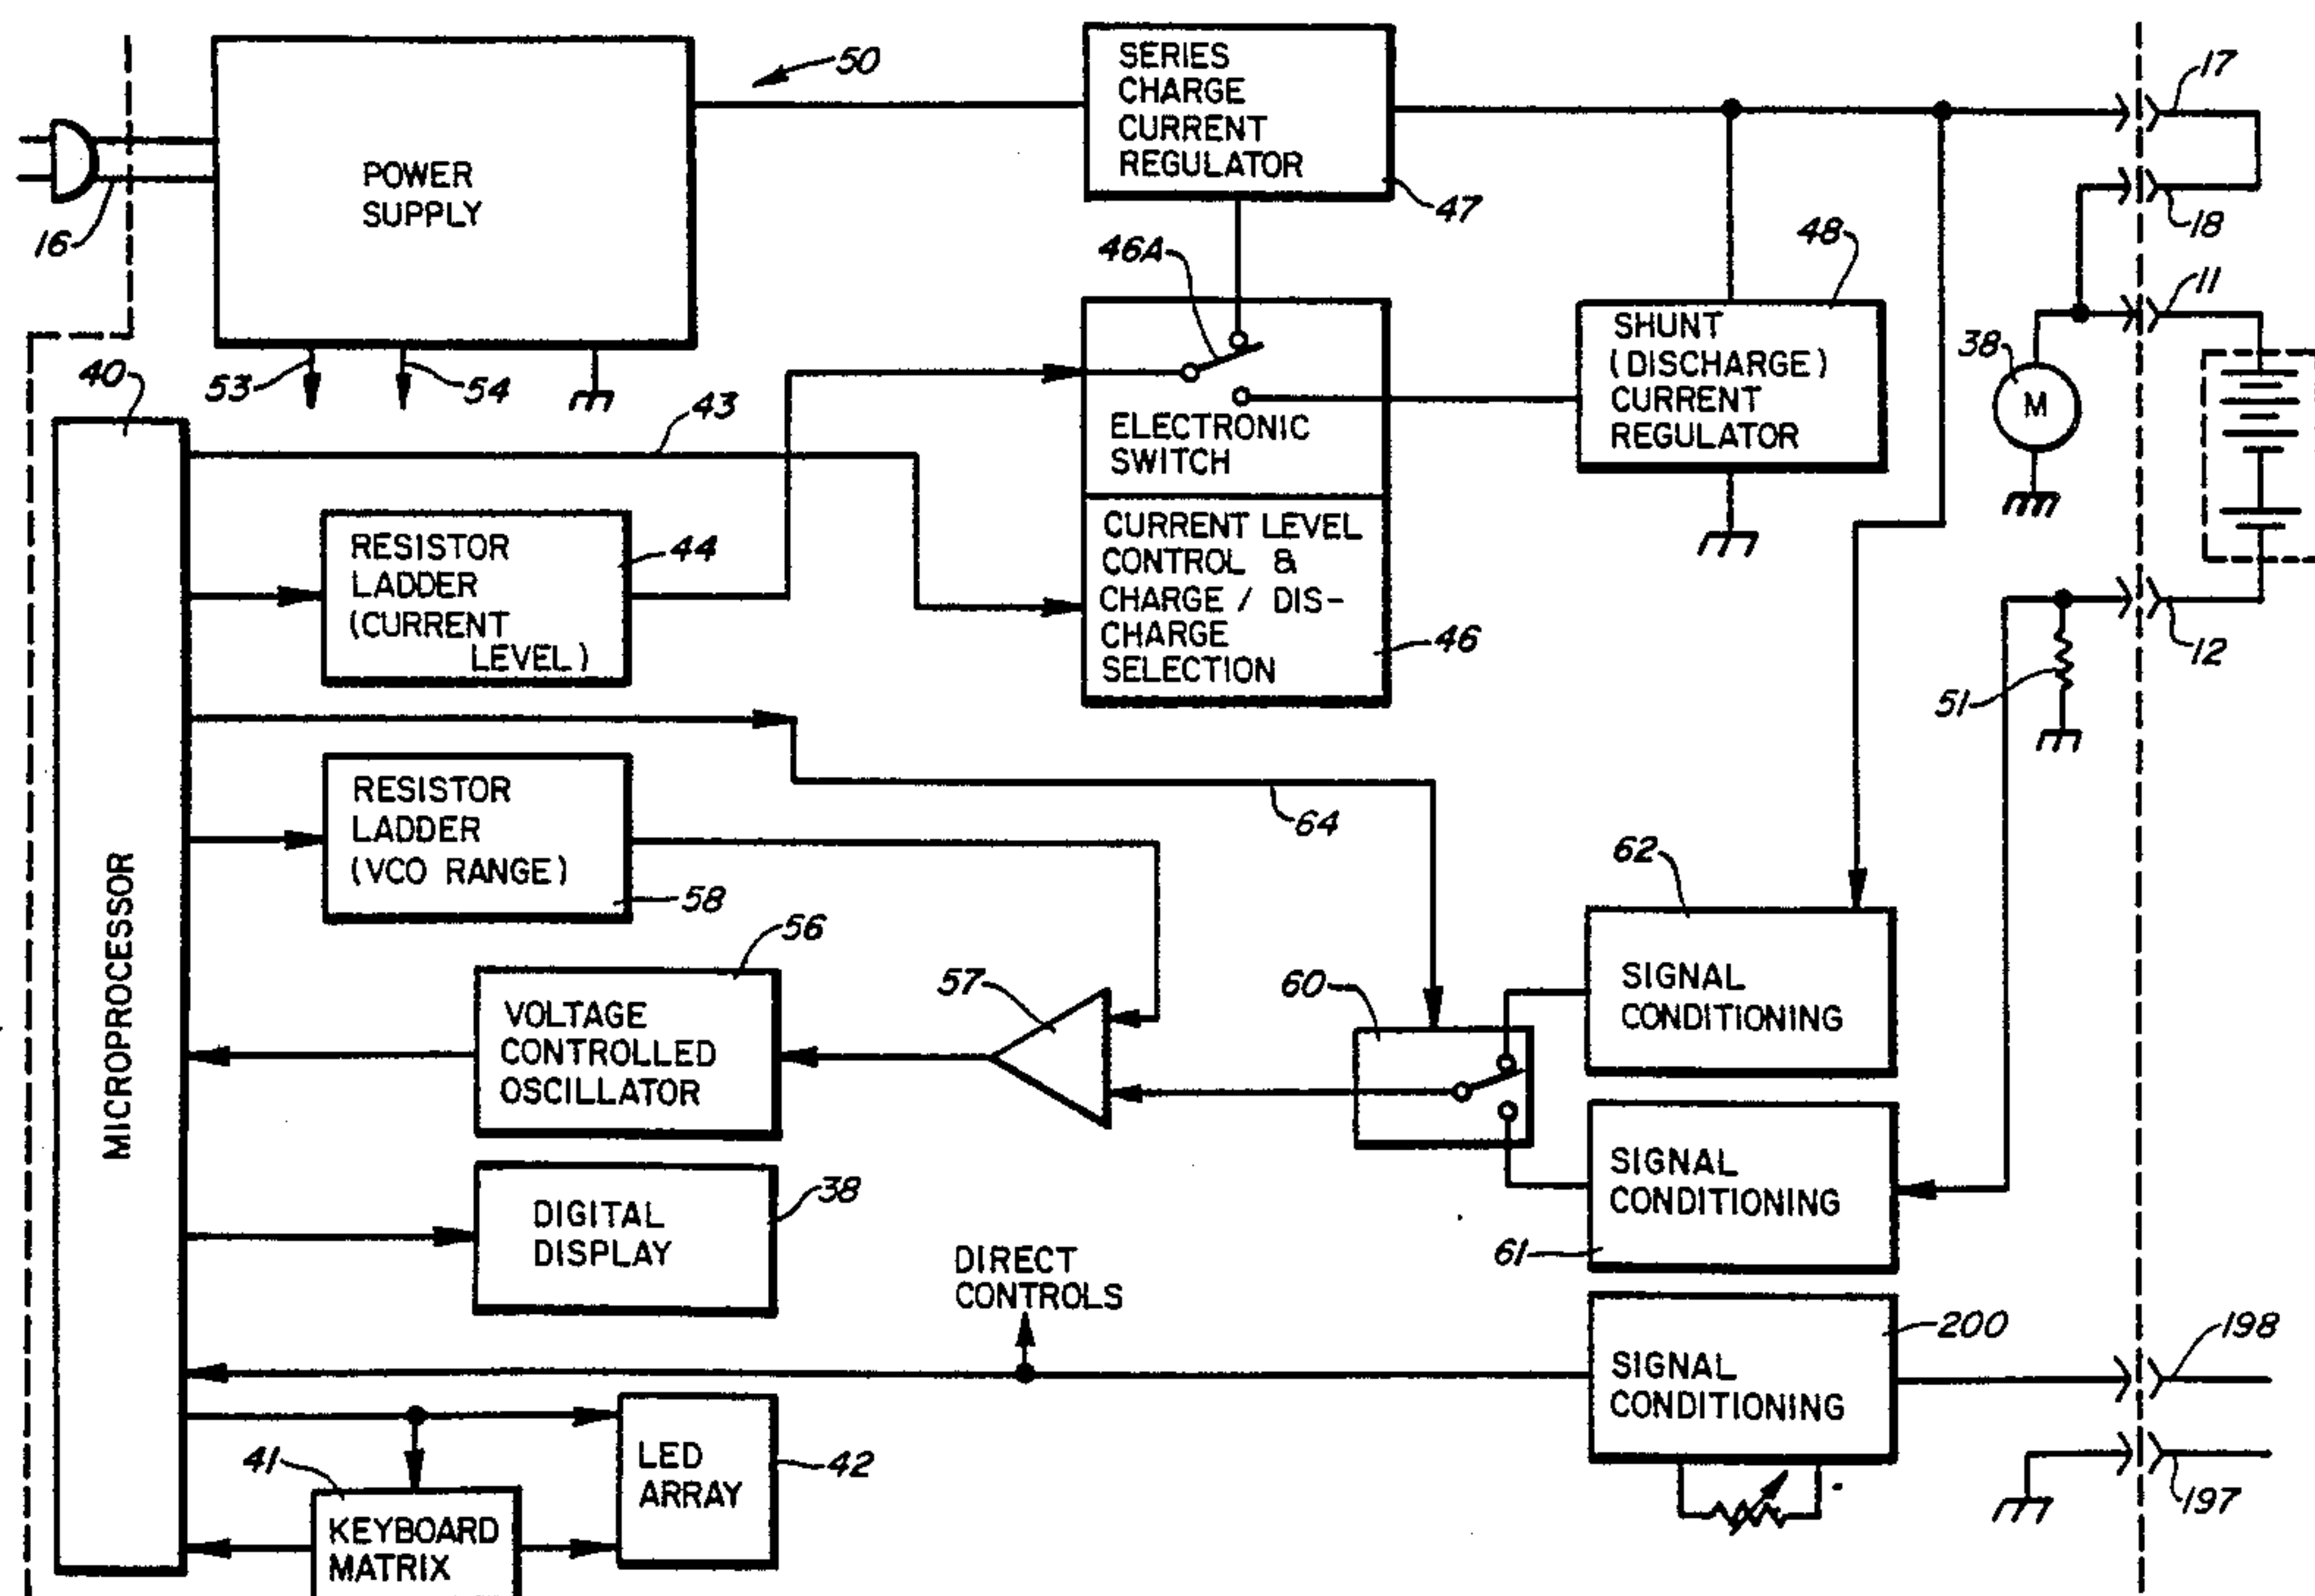 50
SERIES
CHARGE
CURRENT
REGULATOR
17
POWER
SUPPLY
16
47
18
46A
48
11
53
54
40
43
ELECTRONIC
SWITCH
SHUNT
(DISCHARGE)
CURRENT
REGULATOR
38
M
RESISTOR
LADDER
(CURRENT
LEVEL)
44
CURRENT LEVEL
CONTROL &
CHARGE / DIS-
CHARGE
SELECTION
46
12
51
RESISTOR
LADDER
(VCO RANGE)
58
64
62
MICROPROCESSOR
56
VOLTAGE
CONTROLLED
OSCILLATOR
57
60
SIGNAL
CONDITIONING
DIGITAL
DISPLAY
38
SIGNAL
CONDITIONING
61
DIRECT
CONTROLS
200
SIGNAL
CONDITIONING
198
41
LED
ARRAY
42
197
KEYBOARD
MATRIX